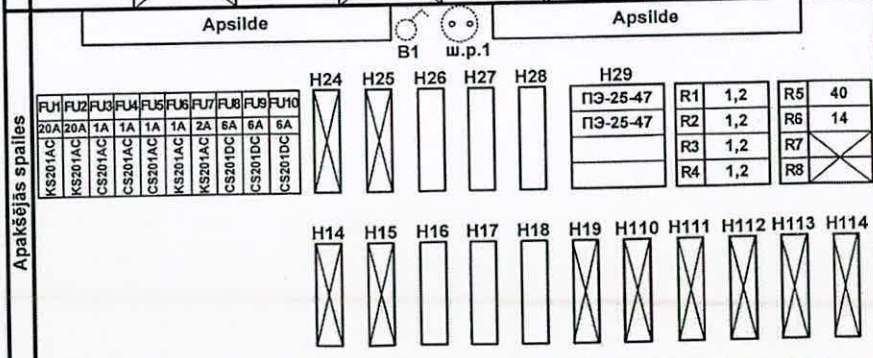 Apsilde Apsilde
B1 ш.р.1
Apakšējās spailes
H24 H25 H26 H27 H28 H29
FU1 FU2 FU3 FU4 FU5 FU6 FU7 FU8 FU9 FU10
20A 20A 1A 1A 1A 1A 2A 6A 6A 6A
KS201AC KS201AC CS201AC CS201AC CS201AC KS201AC KS201AC CS201DC CS201DC CS201DC
ПЭ-25-47
ПЭ-25-47
R1 1,2
R2 1,2
R3 1,2
R4 1,2
R5 40
R6 14
R7
R8
H14 H15 H16 H17 H18 H19 H110 H111 H112 H113 H114